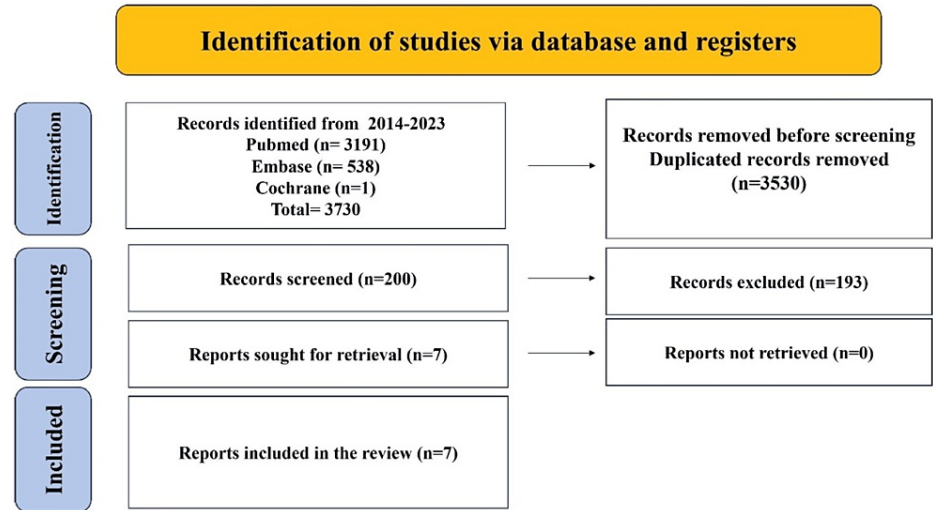 Identification of studies via database and registers
Identification
Records identified from 2014-2023
Pubmed (n= 3191)
Embase (n= 538)
Cochrane (n=1)
Total= 3730
Records removed before screening
Duplicated records removed
(n=3530)
Screening
Records screened (n=200)
Records excluded (n=193)
Reports sought for retrieval (n=7)
Reports not retrieved (n=0)
Included
Reports included in the review (n=7)